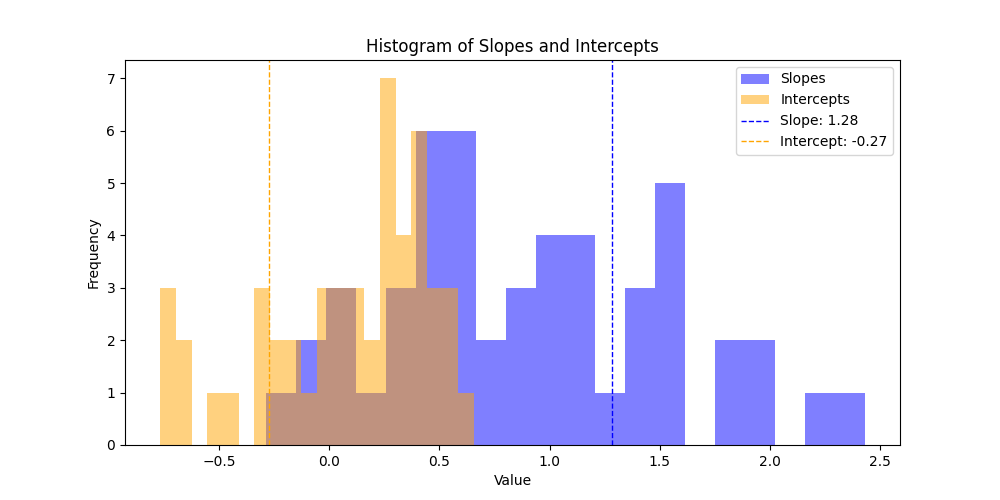 Histogram of Slopes and Intercepts
Slopes
Intercepts
Slope: 1.28
Intercept: -0.27
Frequency
7
6
5
4
3
2
1
0
−0.5 0.0 0.5 1.0 1.5 2.0 2.5
Value